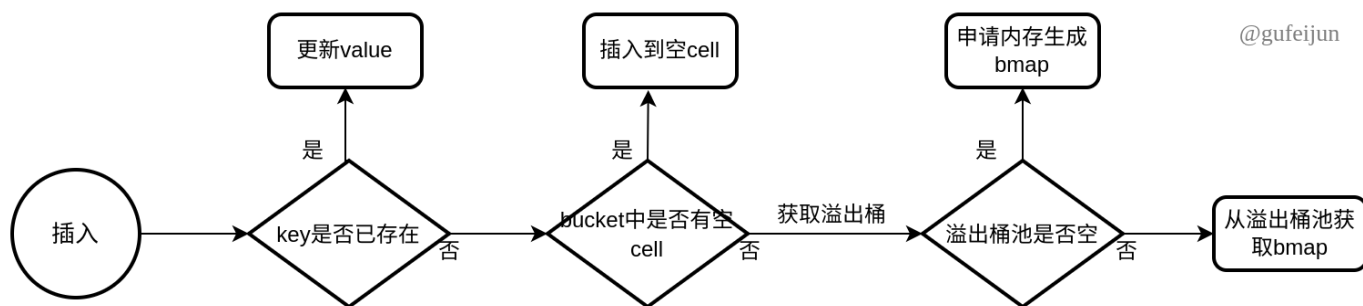 更新value
插入到空cell
申请内存生成
bmap
@gufeijun
是
是
是
插入
key是否已存在
否
bucket中是否有空
cell
否
获取溢出桶
溢出桶池是否空
否
从溢出桶池获
取bmap